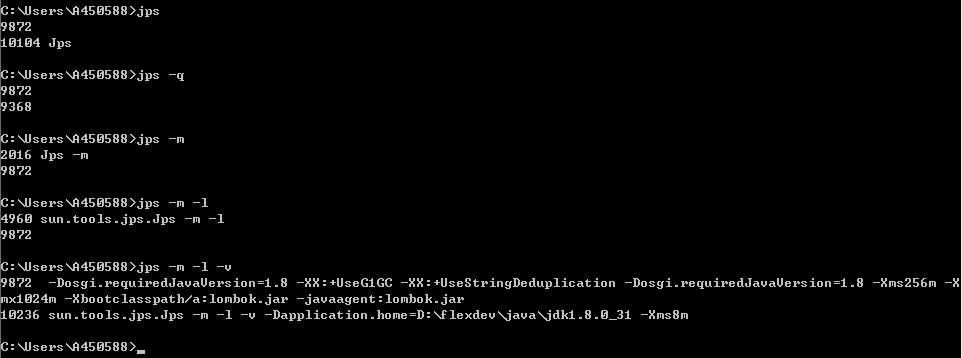 C:\Users\A450588>jps
9872
10104 Jps
C:\Users\A450588>jps -q
9872
9368
C:\Users\A450588>jps -m
2016 Jps -m
9872
C:\Users\A450588>jps -m -l
4960 sun.tools.jps.Jps -m -l
9872
C:\Users\A450588>jps -m -l -v
9872  -Dosgi.requiredJavaVersion=1.8 -XX:+UseG1GC -XX:+UseStringDeduplication -Dosgi.requiredJavaVersion=1.8 -Xms256m -X
mx1024m -Xbootclasspath/a:lombok.jar -javaagent:lombok.jar
10236 sun.tools.jps.Jps -m -l -v -Dapplication.home=D:\flexdev\java\jdk1.8.0_31 -Xms8m
C:\Users\A450588>